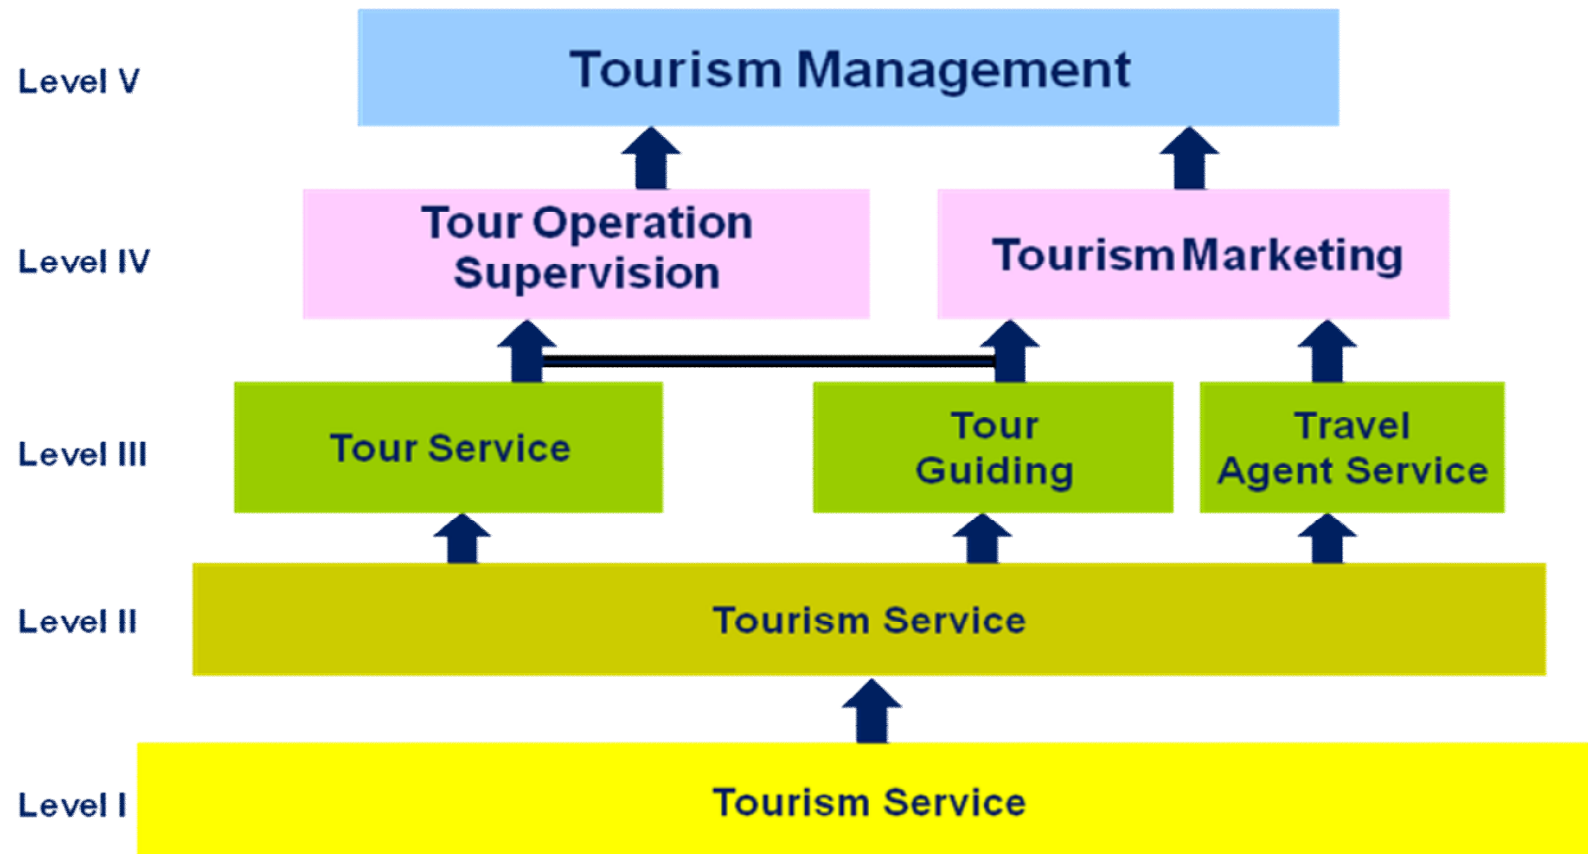 Level V
Tourism Management
Level IV
Tour Operation
Supervision
Tourism Marketing
Level III
Tour Service
Tour
Guiding
Travel
Agent Service
Level II
Tourism Service
Level I
Tourism Service